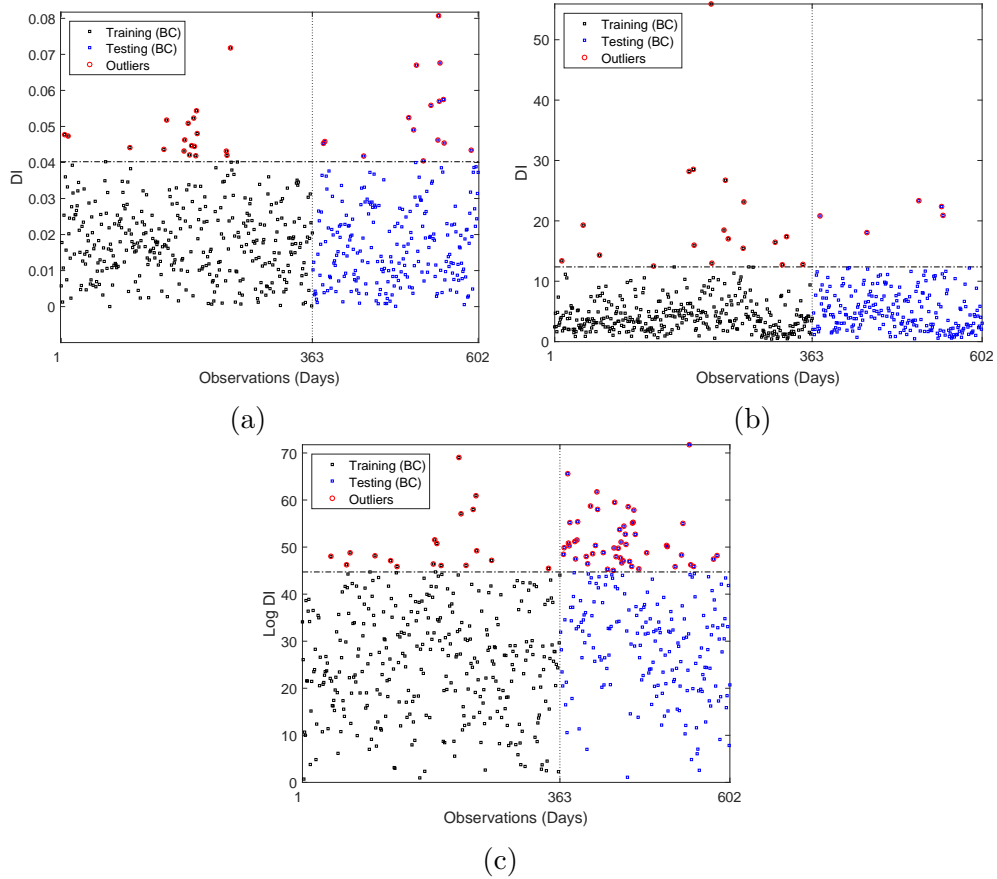 0.08
0.07
0.06
0.05
0.04
0.03
0.02
0.01
0
DI
Training (BC)
Testing (BC)
Outliers
1
363
602
Observations (Days)
(a)
50
40
30
20
10
0
DI
Training (BC)
Testing (BC)
Outliers
1
363
602
Observations (Days)
(b)
70
60
50
40
30
20
10
0
Log DI
Training (BC)
Testing (BC)
Outliers
1
363
602
Observations (Days)
(c)